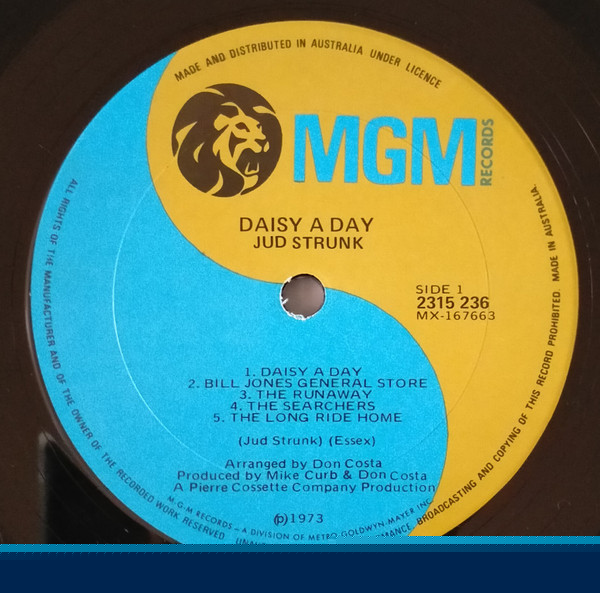 MADE AND DISTRIBUTED IN AUSTRALIA UNDER LICENCE
MGM
RECORDS
DAISY A DAY
JUD STRUNK
SIDE 1
2315 236
MX-167663
1. DAISY A DAY
2. BILL JONES GENERAL STORE
3. THE RUNAWAY
4. THE SEARCHERS
5. THE LONG RIDE HOME
(Jud Strunk) (Essex)
Arranged by Don Costa
Produced by Mike Curb & Don Costa
A Pierre Cossette Company Production
℗1973
M-G-M RECORDS – A DIVISION OF METRO GOLDWYN-MAYER INC
ALL RIGHTS OF THE MANUFACTURER AND OF THE OWNER OF THE RECORDED WORK RESERVED
BROADCASTING AND COPYING OF THIS RECORD PROHIBITED. MADE IN AUSTRALIA.